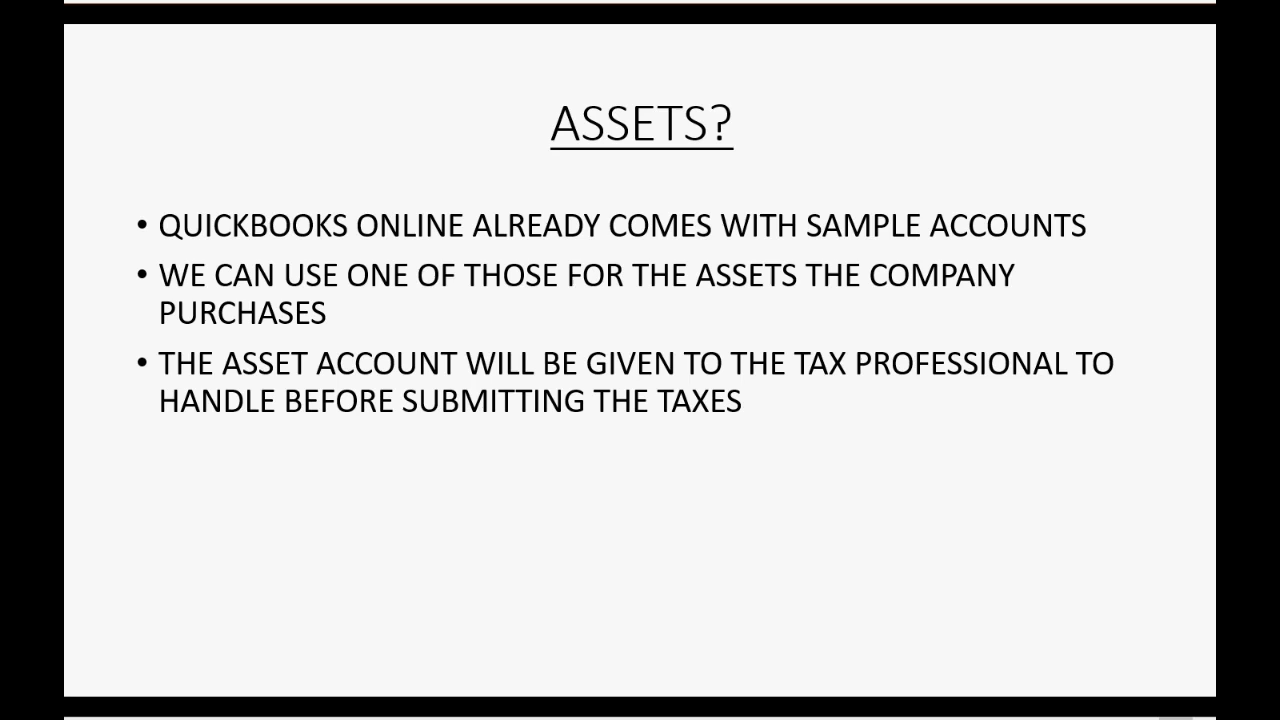 ASSETS?
• QUICKBOOKS ONLINE ALREADY COMES WITH SAMPLE ACCOUNTS
• WE CAN USE ONE OF THOSE FOR THE ASSETS THE COMPANY
PURCHASES
• THE ASSET ACCOUNT WILL BE GIVEN TO THE TAX PROFESSIONAL TO
HANDLE BEFORE SUBMITTING THE TAXES